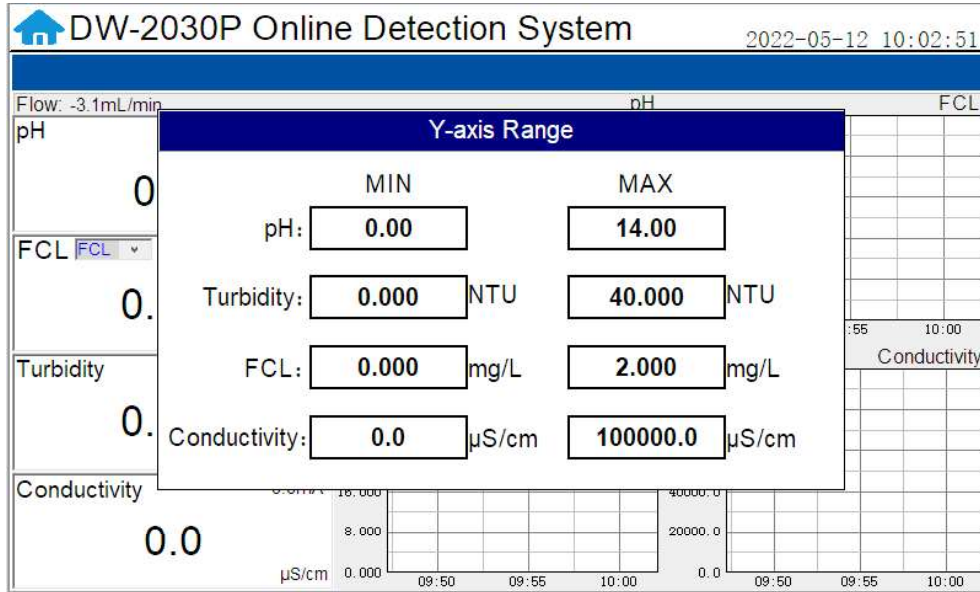 DW-2030P Online Detection System
2022-05-12 10:02:51
Flow: -3.1mL/min
pH
FCL
pH
0
Y-axis Range
MIN MAX
pH: 0.00 14.00
Turbidity: 0.000 NTU 40.000 NTU
FCL: 0.000 mg/L 2.000 mg/L
Conductivity: 0.0 μS/cm 100000.0 μS/cm
FCL FCL
0.
:55 10:00
Turbidity
0.
Conductivity
Conductivity
0.0
μS/cm
16.000
8.000
0.000
09:50 09:55 10:00
40000.0
20000.0
0.0
09:50 09:55 10:00